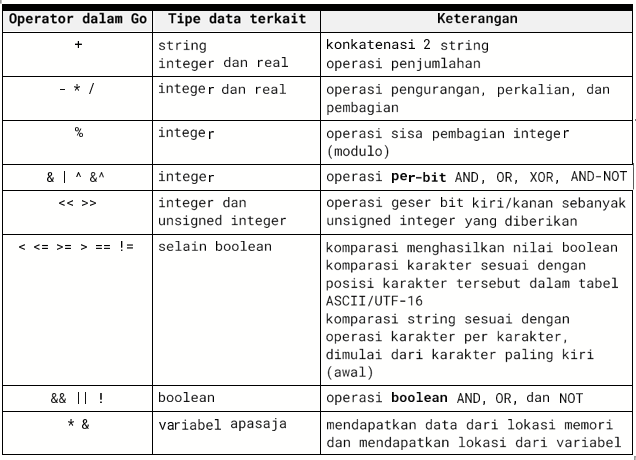 Operator dalam Go Tipe data terkait Keterangan
+ string konkatenasi 2 string
integer dan real operasi penjumlahan
- * / integer dan real operasi pengurangan, perkalian, dan
pembagian
% integer operasi sisa pembagian integer
(modulo)
& | ^ &^ integer operasi per-bit AND, OR, XOR, AND-NOT
<< >> integer dan operasi geser bit kiri/kanan sebanyak
unsigned integer unsigned integer yang diberikan
< <= >= > == != selain boolean komparasi menghasilkan nilai boolean
komparasi karakter sesuai dengan
posisi karakter tersebut dalam tabel
ASCII/UTF-16
komparasi string sesuai dengan
operasi karakter per karakter,
dimulai dari karakter paling kiri
(awal)
&& || ! boolean operasi boolean AND, OR, dan NOT
* & variabel apasaja mendapatkan data dari lokasi memori
dan mendapatkan lokasi dari variabel